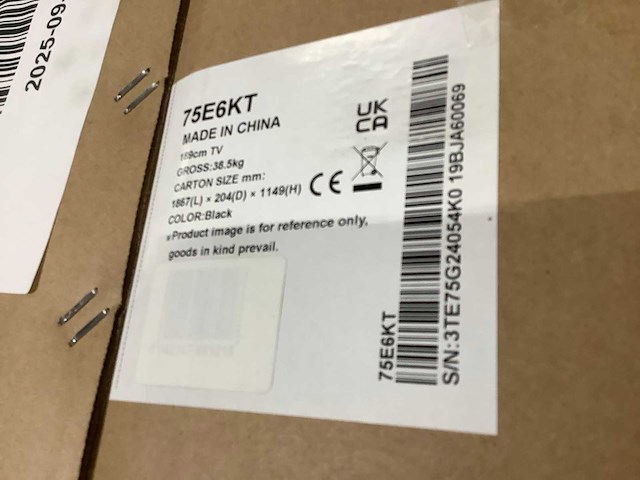 2025-09-
75E6KT
MADE IN CHINA
189cm TV
GROSS:38.5kg
CARTON SIZE mm:
1867(L) × 204(D) × 1149(H)
COLOR:Black
※Product image is for reference only,
goods in kind prevail.
UK
CA
CE
75E6KT
S/N:3TE75G24054K0 19BJA60069